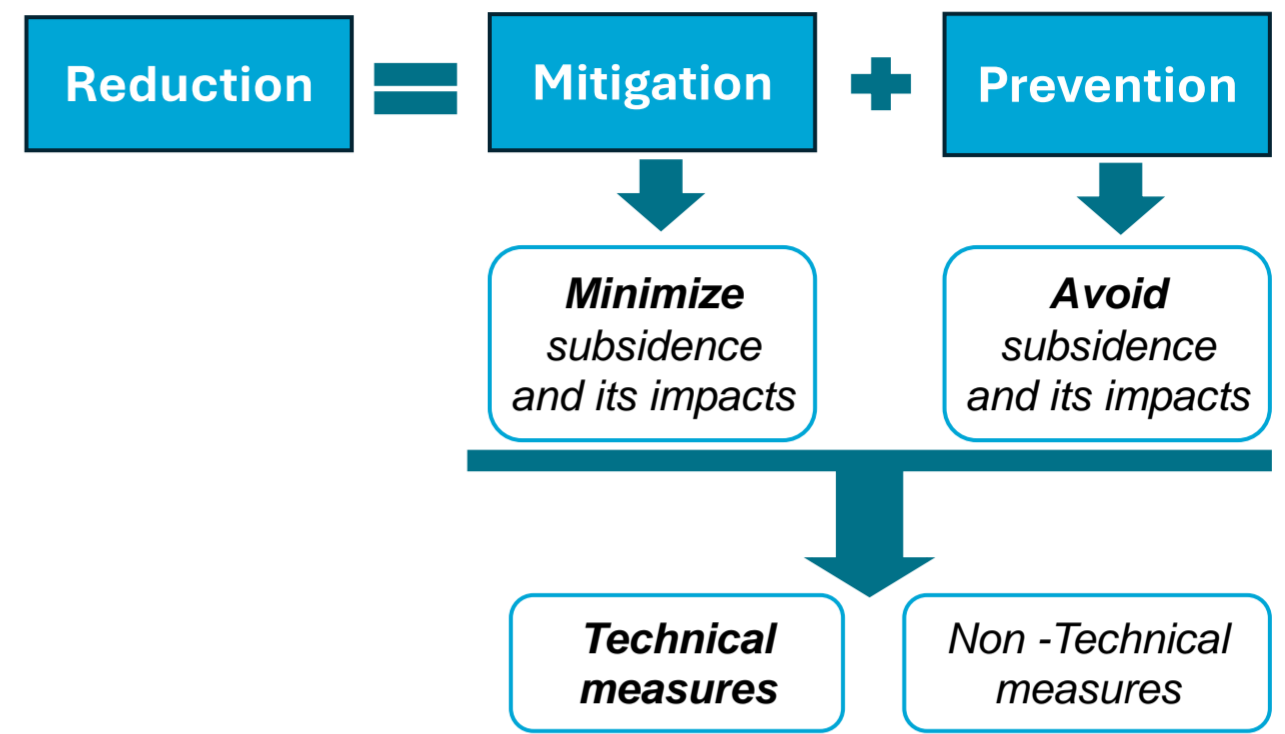 Reduction
Mitigation
Prevention
Minimize
subsidence
and its impacts
Avoid
subsidence
and its impacts
Technical
measures
Non -Technical
measures